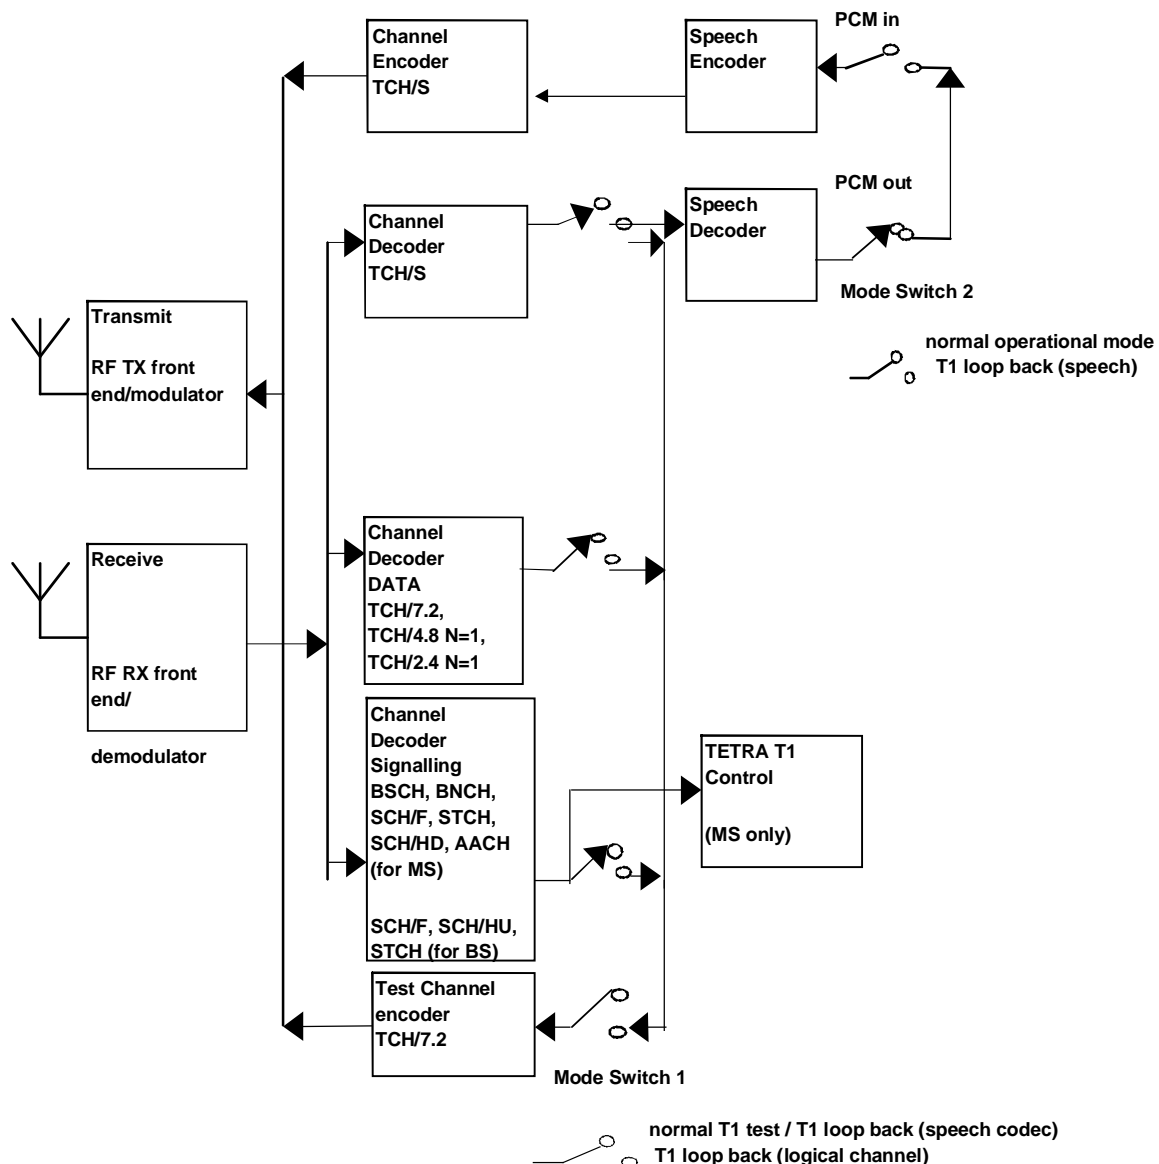 PCM in
Channel
Encoder
TCH/S
Speech
Encoder
PCM out
Channel
Decoder
TCH/S
Speech
Decoder
Mode Switch 2
normal operational mode
T1 loop back (speech)
Transmit
RF TX front
end/modulator
Receive
RF RX front
end/
demodulator
Channel
Decoder
DATA
TCH/7.2,
TCH/4.8 N=1,
TCH/2.4 N=1
Channel
Decoder
Signalling
BSCH, BNCH,
SCH/F, STCH,
SCH/HD, AACH
(for MS)
SCH/F, SCH/HU,
STCH (for BS)
TETRA T1
Control
(MS only)
Test Channel
encoder
TCH/7.2
Mode Switch 1
normal T1 test / T1 loop back (speech codec)
T1 loop back (logical channel)